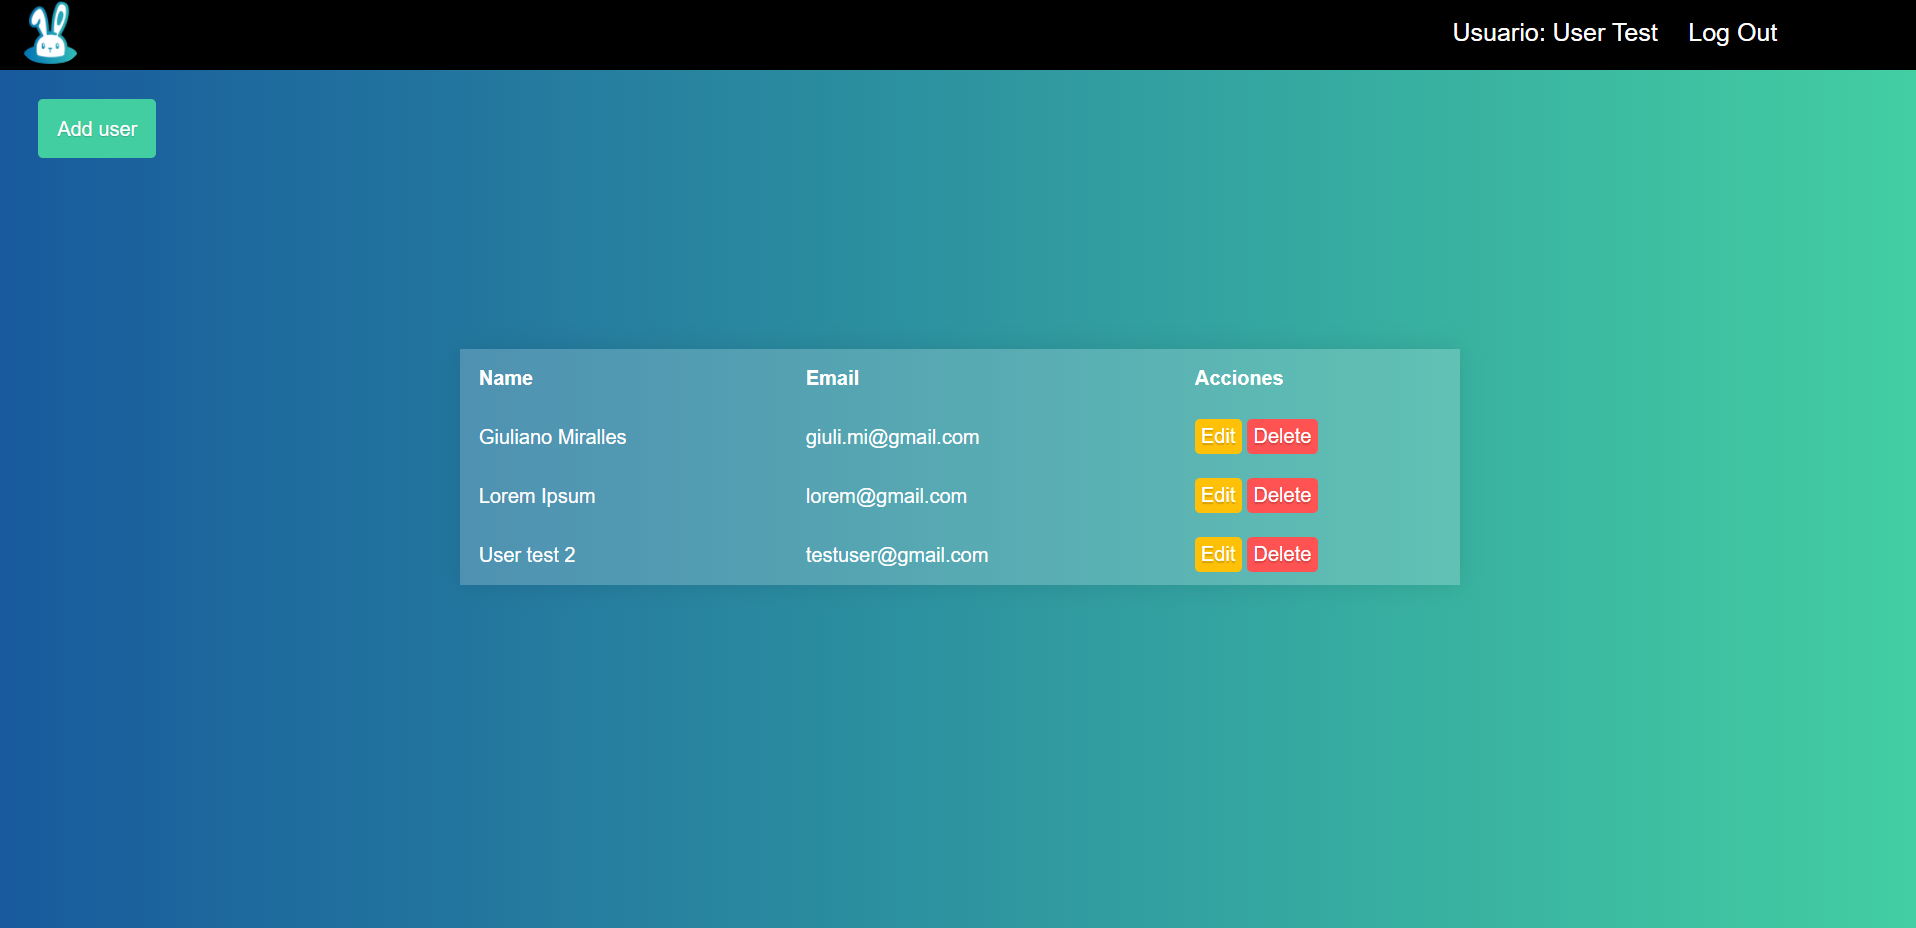 Usuario: User Test Log Out
Add user
Name Email Acciones
Giuliano Miralles giuli.mi@gmail.com Edit Delete
Lorem Ipsum lorem@gmail.com Edit Delete
User test 2 testuser@gmail.com Edit Delete